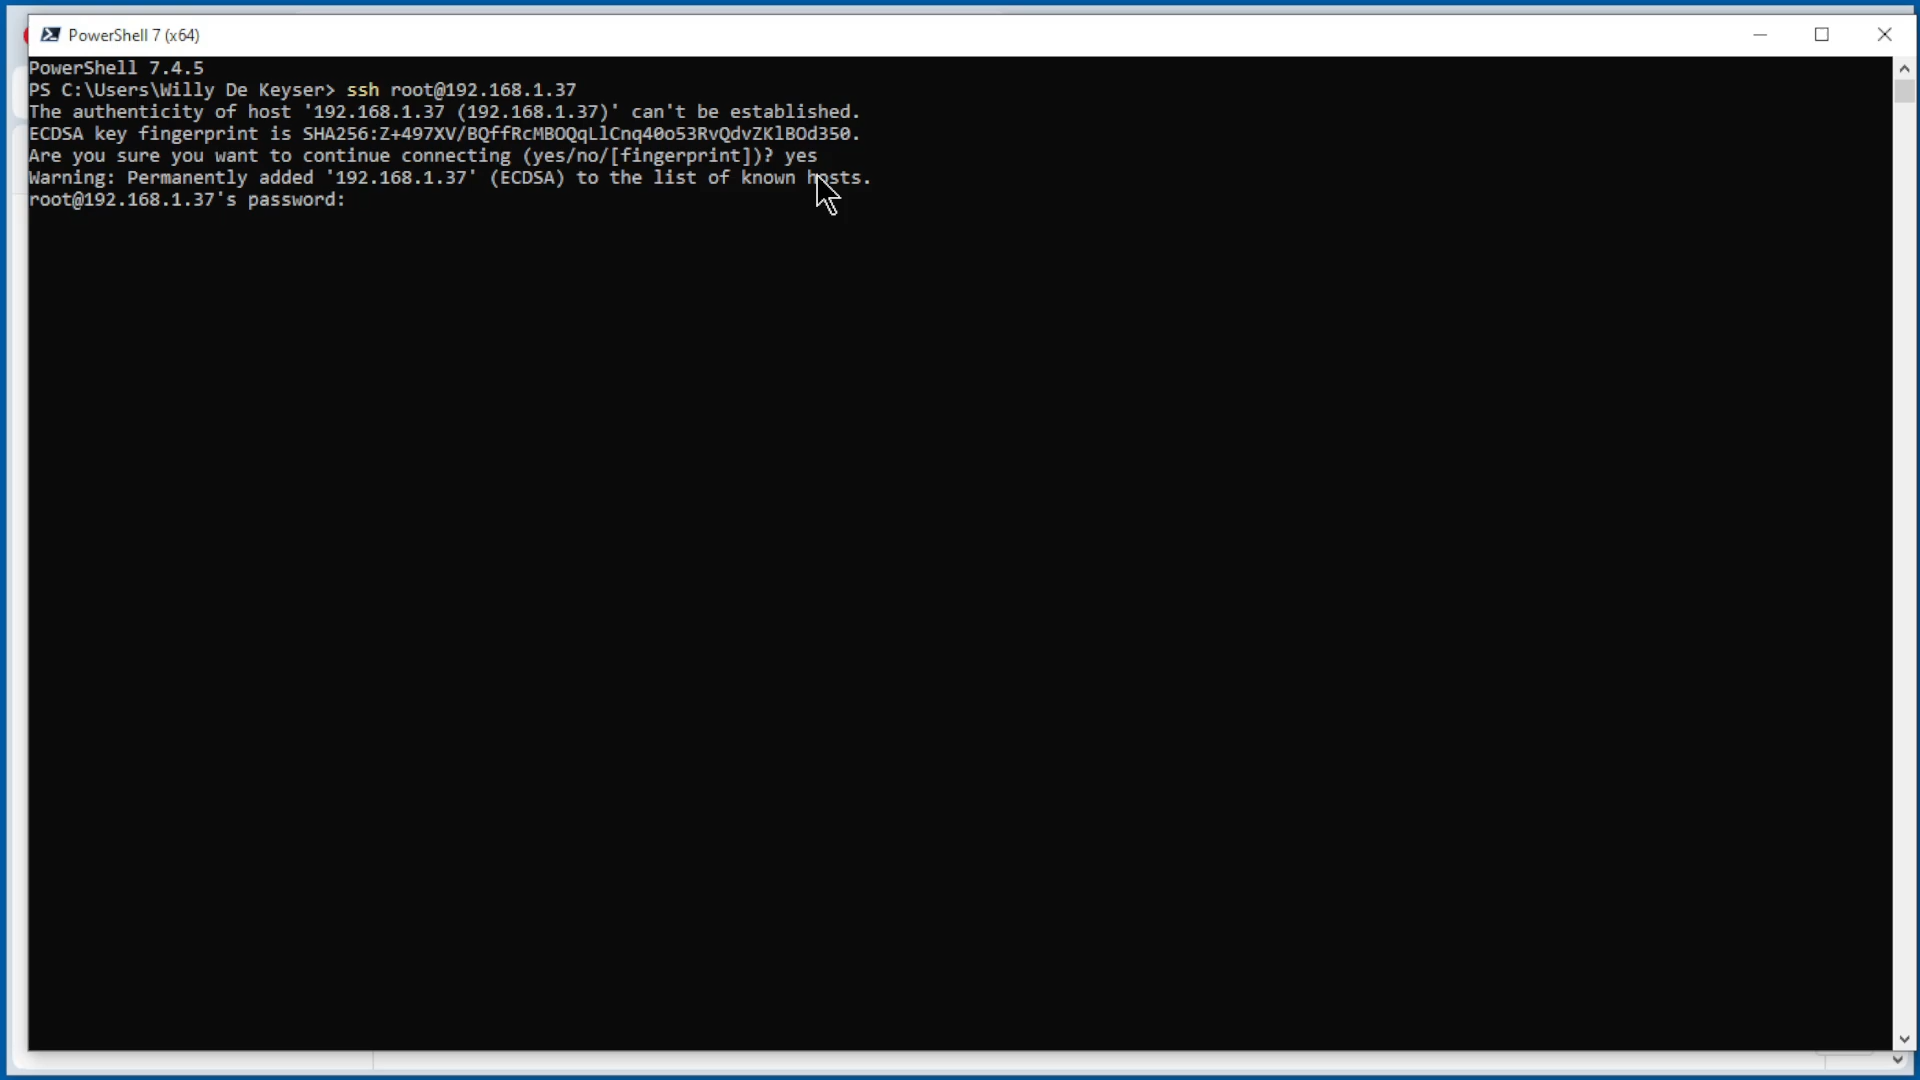 PowerShell 7 (x64)
PowerShell 7.4.5
PS C:\Users\Willy De Keyser> ssh root@192.168.1.37
The authenticity of host '192.168.1.37 (192.168.1.37)' can't be established.
ECDSA key fingerprint is SHA256:Z+497XV/BQffRcMBOQqLlCnq40o53RvQdvZKlBOd350.
Are you sure you want to continue connecting (yes/no/[fingerprint])? yes
Warning: Permanently added '192.168.1.37' (ECDSA) to the list of known hosts.
root@192.168.1.37's password: